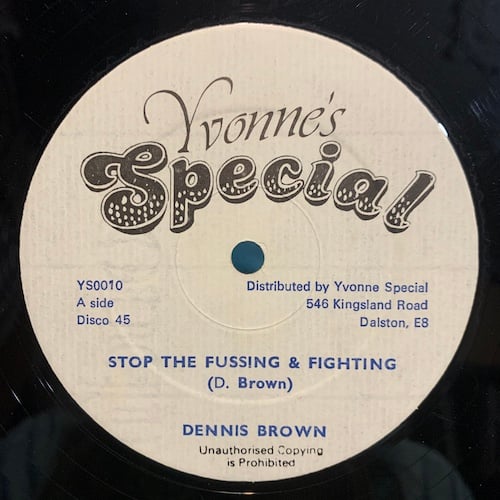 Yvonne's
Special
YS0010
A side
Disco 45
Distributed by Yvonne Special
546 Kingsland Road
Dalston, E8
STOP THE FUSSING & FIGHTING
(D. Brown)
DENNIS BROWN
Unauthorised Copying
is Prohibited